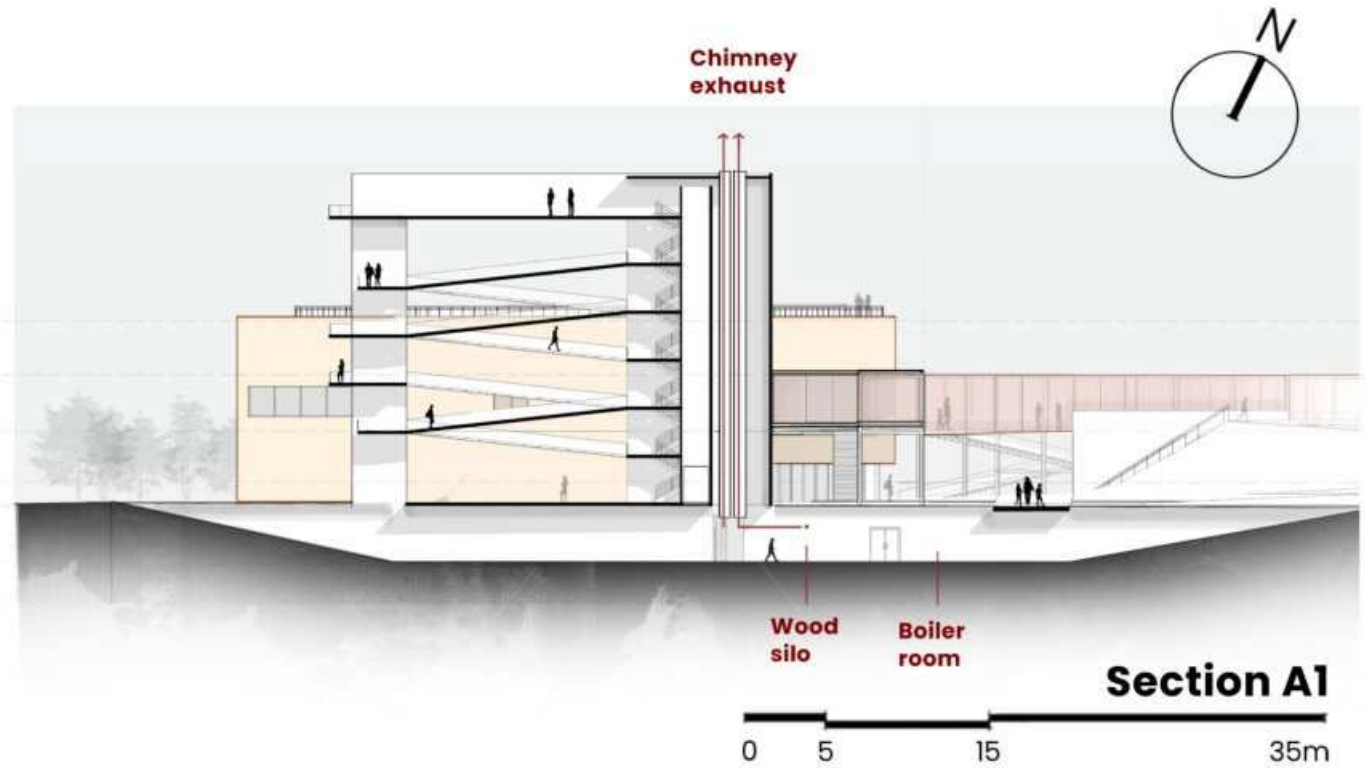 N
Chimney
exhaust
Wood
silo
Boiler
room
Section A1
0 5 15 35m